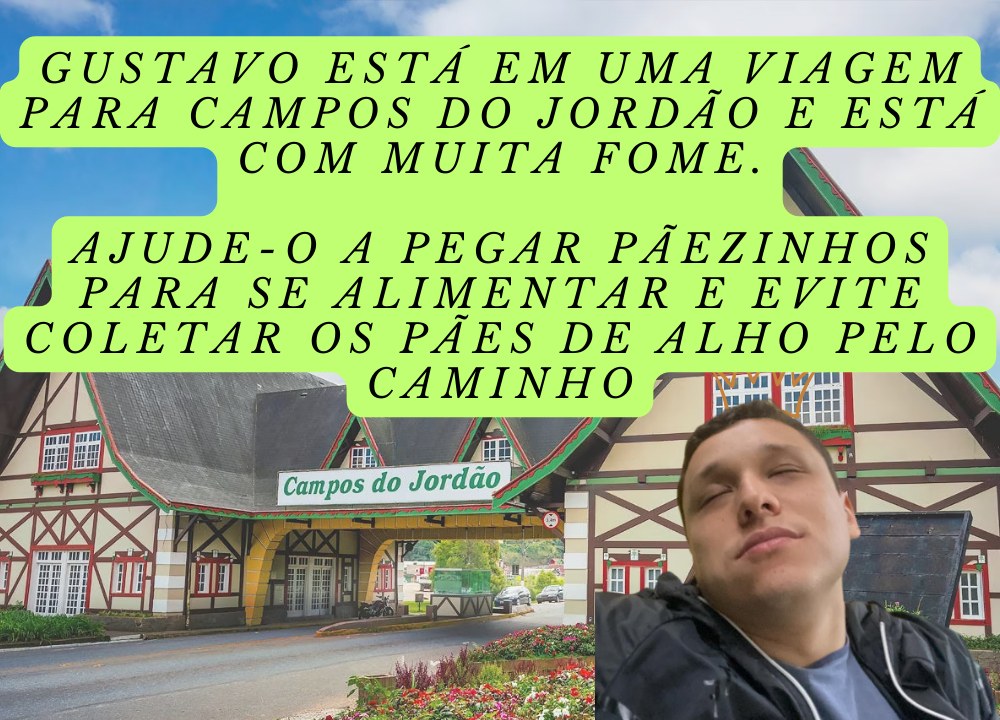 GUSTAVO ESTÁ EM UMA VIAGEM
PARA CAMPOS DO JORDÃO E ESTÁ
COM MUITA FOME.
AJUDE-O A PEGAR PÃEZINHOS
PARA SE ALIMENTAR E EVITE
COLETAR OS PÃES DE ALHO PELO
CAMINHO
Campos do Jordão